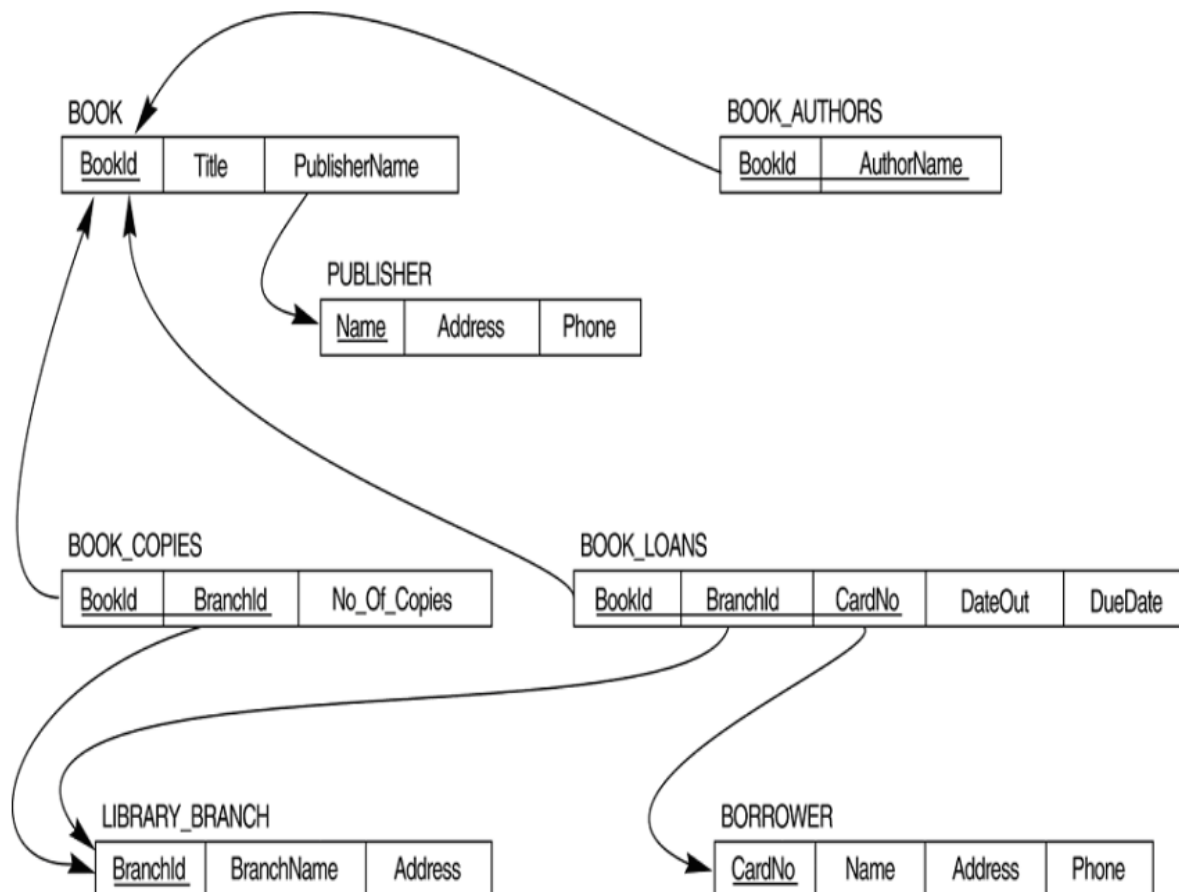 BOOK
BookId Title PublisherName
BOOK_AUTHORS
BookId AuthorName
PUBLISHER
Name Address Phone
BOOK_COPIES
BookId BranchId No_Of_Copies
BOOK_LOANS
BookId BranchId CardNo DateOut DueDate
LIBRARY_BRANCH
BranchId BranchName Address
BORROWER
CardNo Name Address Phone